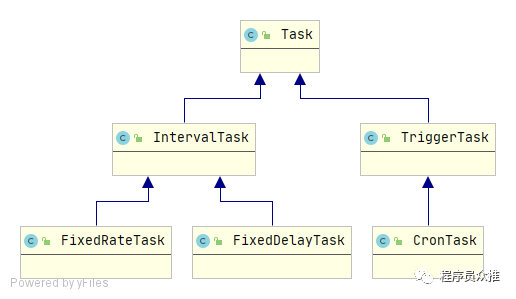 Task
IntervalTask
TriggerTask
FixedRateTask
FixedDelayTask
CronTask
Powered by yFiles
程序员众推